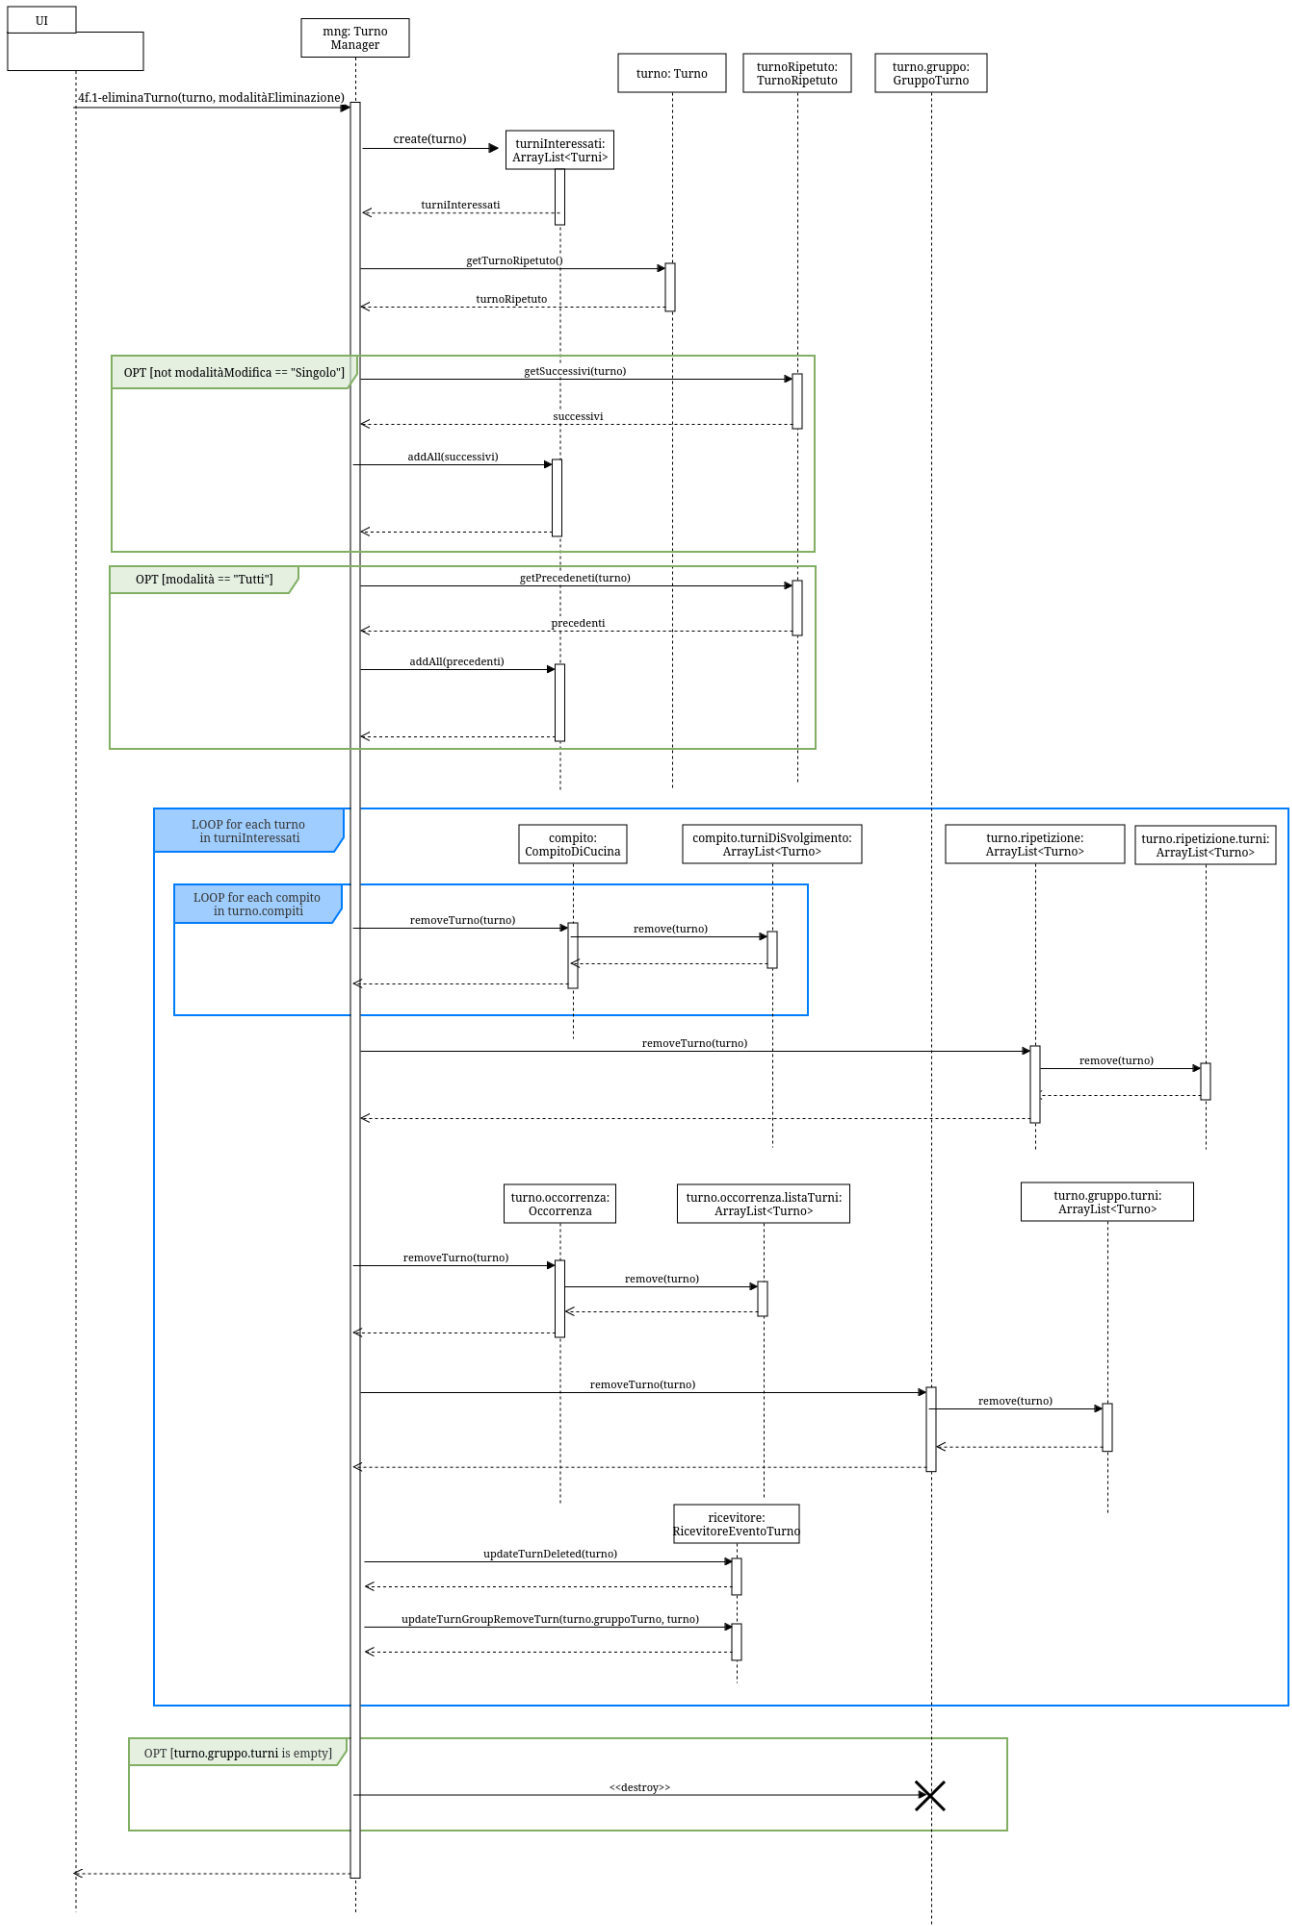 UI
mng: Turno
Manager
turno: Turno
turnoRipetuto:
TurnoRipetuto
turno.gruppo:
GruppoTurno
4f.1-eliminaTurno(turno, modalitàEliminazione)
create(turno)
turniInteressati:
ArrayList<Turni>
turniInteressati
getTurnoRipetuto()
turnoRipetuto
OPT [not modalitàModifica == "Singolo"]
getSuccessivi(turno)
successivi
addAll(successivi)
OPT [modalità == "Tutti"]
getPrecedeneti(turno)
precedenti
addAll(precedenti)
LOOP for each turno
in turniInteressati
compito:
CompitoDiCucina
compito.turniDiSvolgimento:
ArrayList<Turno>
turno.ripetizione:
ArrayList<Turno>
turno.ripetizione.turni:
ArrayList<Turno>
LOOP for each compito
in turno.compiti
removeTurno(turno)
remove(turno)
removeTurno(turno)
remove(turno)
turno.occorrenza:
Occorrenza
turno.occorrenza.listaTurni:
ArrayList<Turno>
turno.gruppo.turni:
ArrayList<Turno>
removeTurno(turno)
remove(turno)
removeTurno(turno)
remove(turno)
ricevitore:
RicevitoreEventoTurno
updateTurnDeleted(turno)
updateTurnGroupRemoveTurn(turno.gruppoTurno, turno)
OPT [turno.gruppo.turni is empty]
<<destroy>>